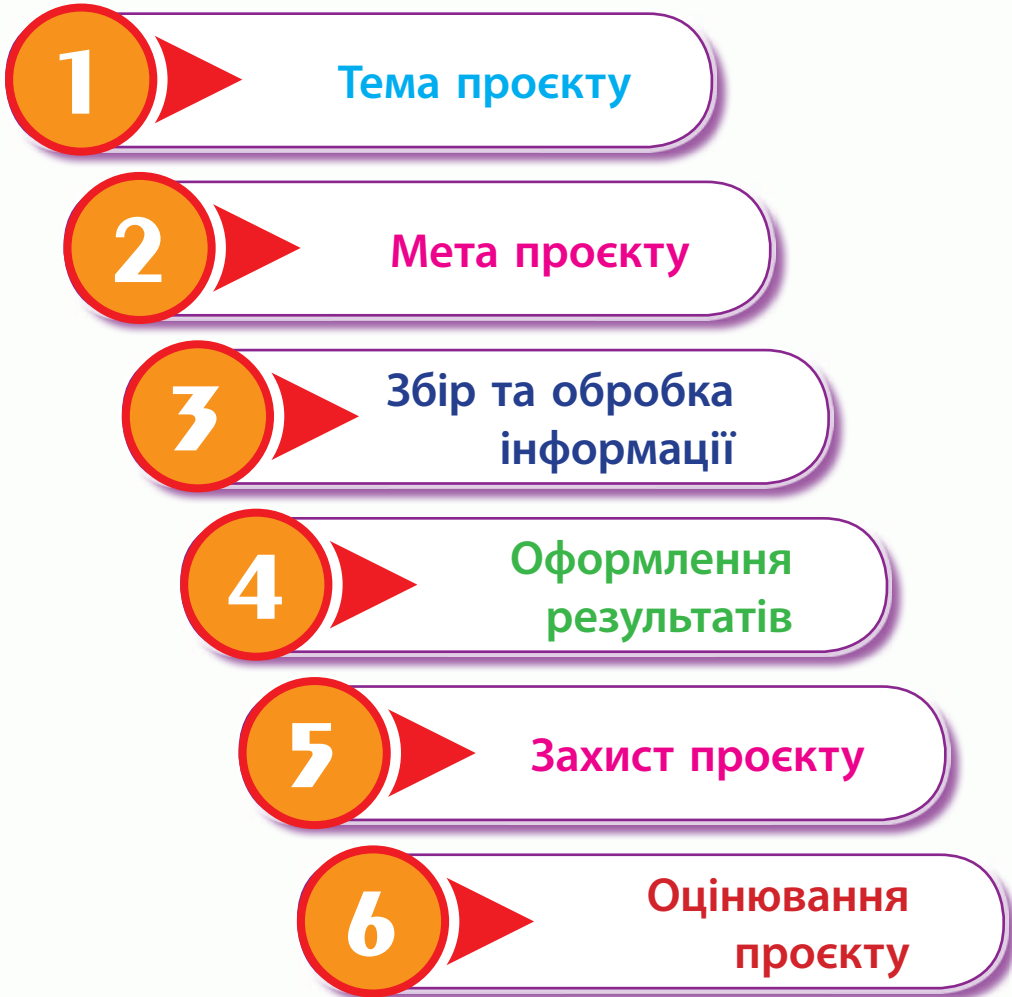 1
Тема проєкту
2
Мета проєкту
3
Збір та обробка
інформації
4
Оформлення
результатів
5
Захист проєкту
6
Оцінювання
проєкту